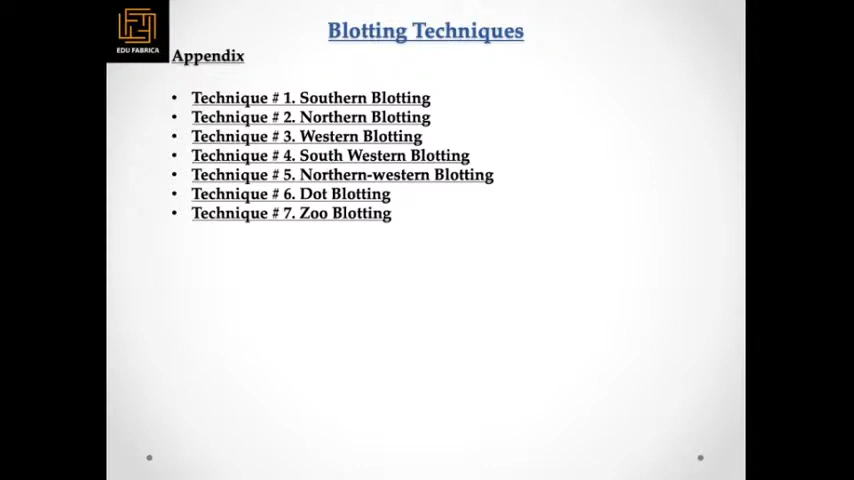 Blotting Techniques
EDU FABRICA
Appendix
• Technique # 1. Southern Blotting
• Technique # 2. Northern Blotting
• Technique # 3. Western Blotting
• Technique # 4. South Western Blotting
• Technique # 5. Northern-western Blotting
• Technique # 6. Dot Blotting
• Technique # 7. Zoo Blotting